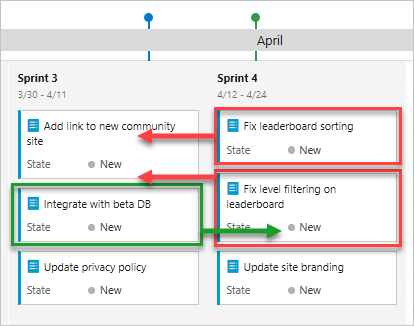 April
Sprint 3
3/30 - 4/11
Add link to new community
site
State New
Integrate with beta DB
State New
Update privacy policy
State New
Sprint 4
4/12 - 4/24
Fix leaderboard sorting
State New
Fix level filtering on
leaderboard
State New
Update site branding
State New